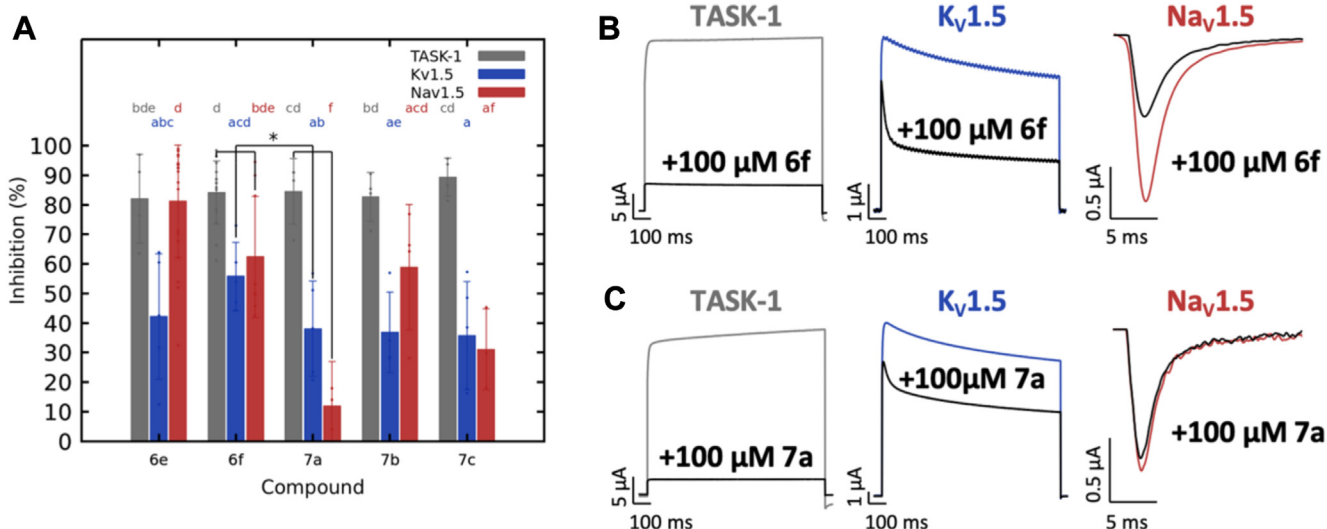 A
TASK-1
Kv1.5
Nav1.5
bde d d bde cd f bd acd cd af
abc acd ab ae a
*
100
90
80
70
60
50
40
30
20
10
0
Inhibition (%)
6e 6f 7a 7b 7c
Compound
B
TASK-1 KV1.5 NaV1.5
+100 µM 6f
5 µA
100 ms
+100 µM 6f
1 µA
100 ms
+100 µM 6f
0.5 µA
5 ms
C
TASK-1 KV1.5 NaV1.5
+100 µM 7a
5 µA
100 ms
+100µM 7a
1 µA
100 ms
+100 µM 7a
0.5 µA
5 ms